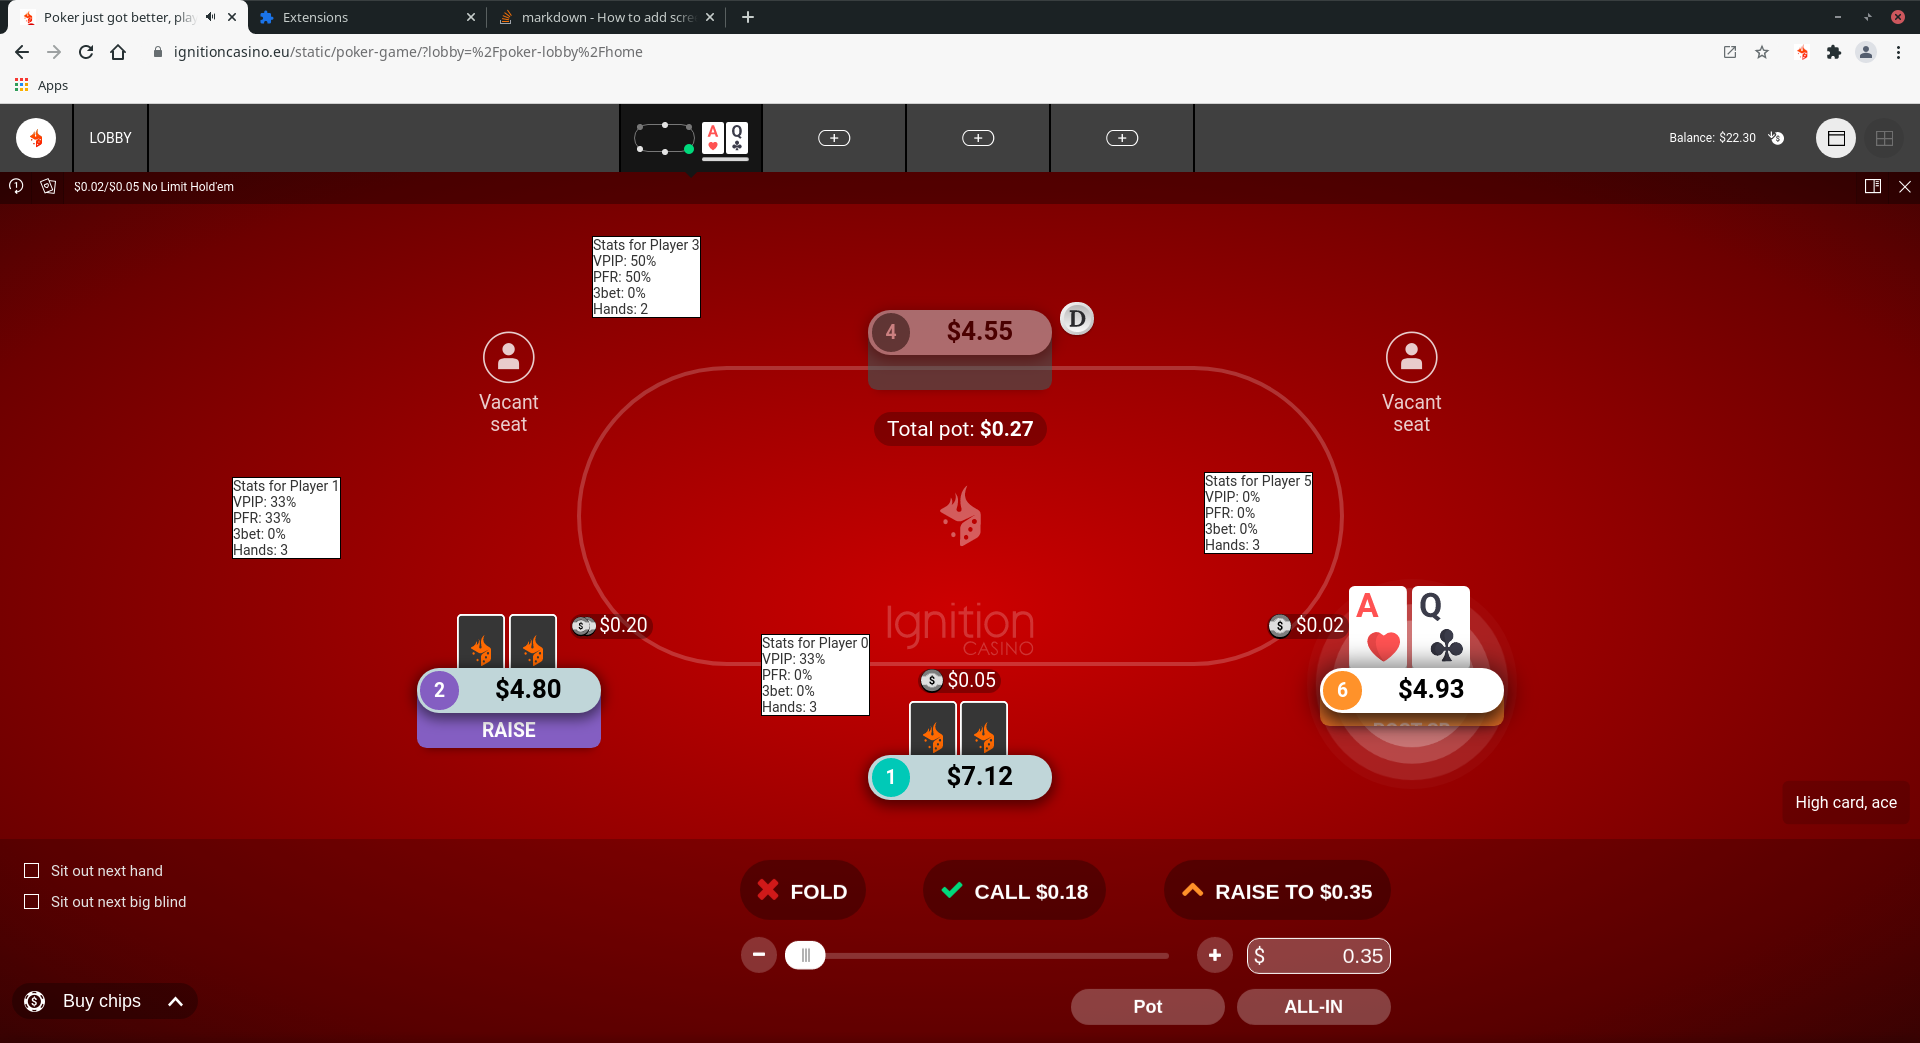 Poker just got better, pla
Extensions
markdown - How to add scre
ignitioncasino.eu/static/poker-game/?lobby=%2Fpoker-lobby%2Fhome
Apps
LOBBY
A Q
Balance: $22.30
$0.02/$0.05 No Limit Hold'em
Stats for Player 3
VPIP: 50%
PFR: 50%
3bet: 0%
Hands: 2
4 $4.55
D
Vacant
seat
Vacant
seat
Total pot: $0.27
Stats for Player 1
VPIP: 33%
PFR: 33%
3bet: 0%
Hands: 3
Stats for Player 5
VPIP: 0%
PFR: 0%
3bet: 0%
Hands: 3
$0.20
2 $4.80
RAISE
Ignition
CASINO
Stats for Player 0
VPIP: 33%
PFR: 0%
3bet: 0%
Hands: 3
$0.05
1 $7.12
$0.02
A Q
6 $4.93
High card, ace
Sit out next hand
Sit out next big blind
FOLD
CALL $0.18
RAISE TO $0.35
$ 0.35
Buy chips
Pot
ALL-IN